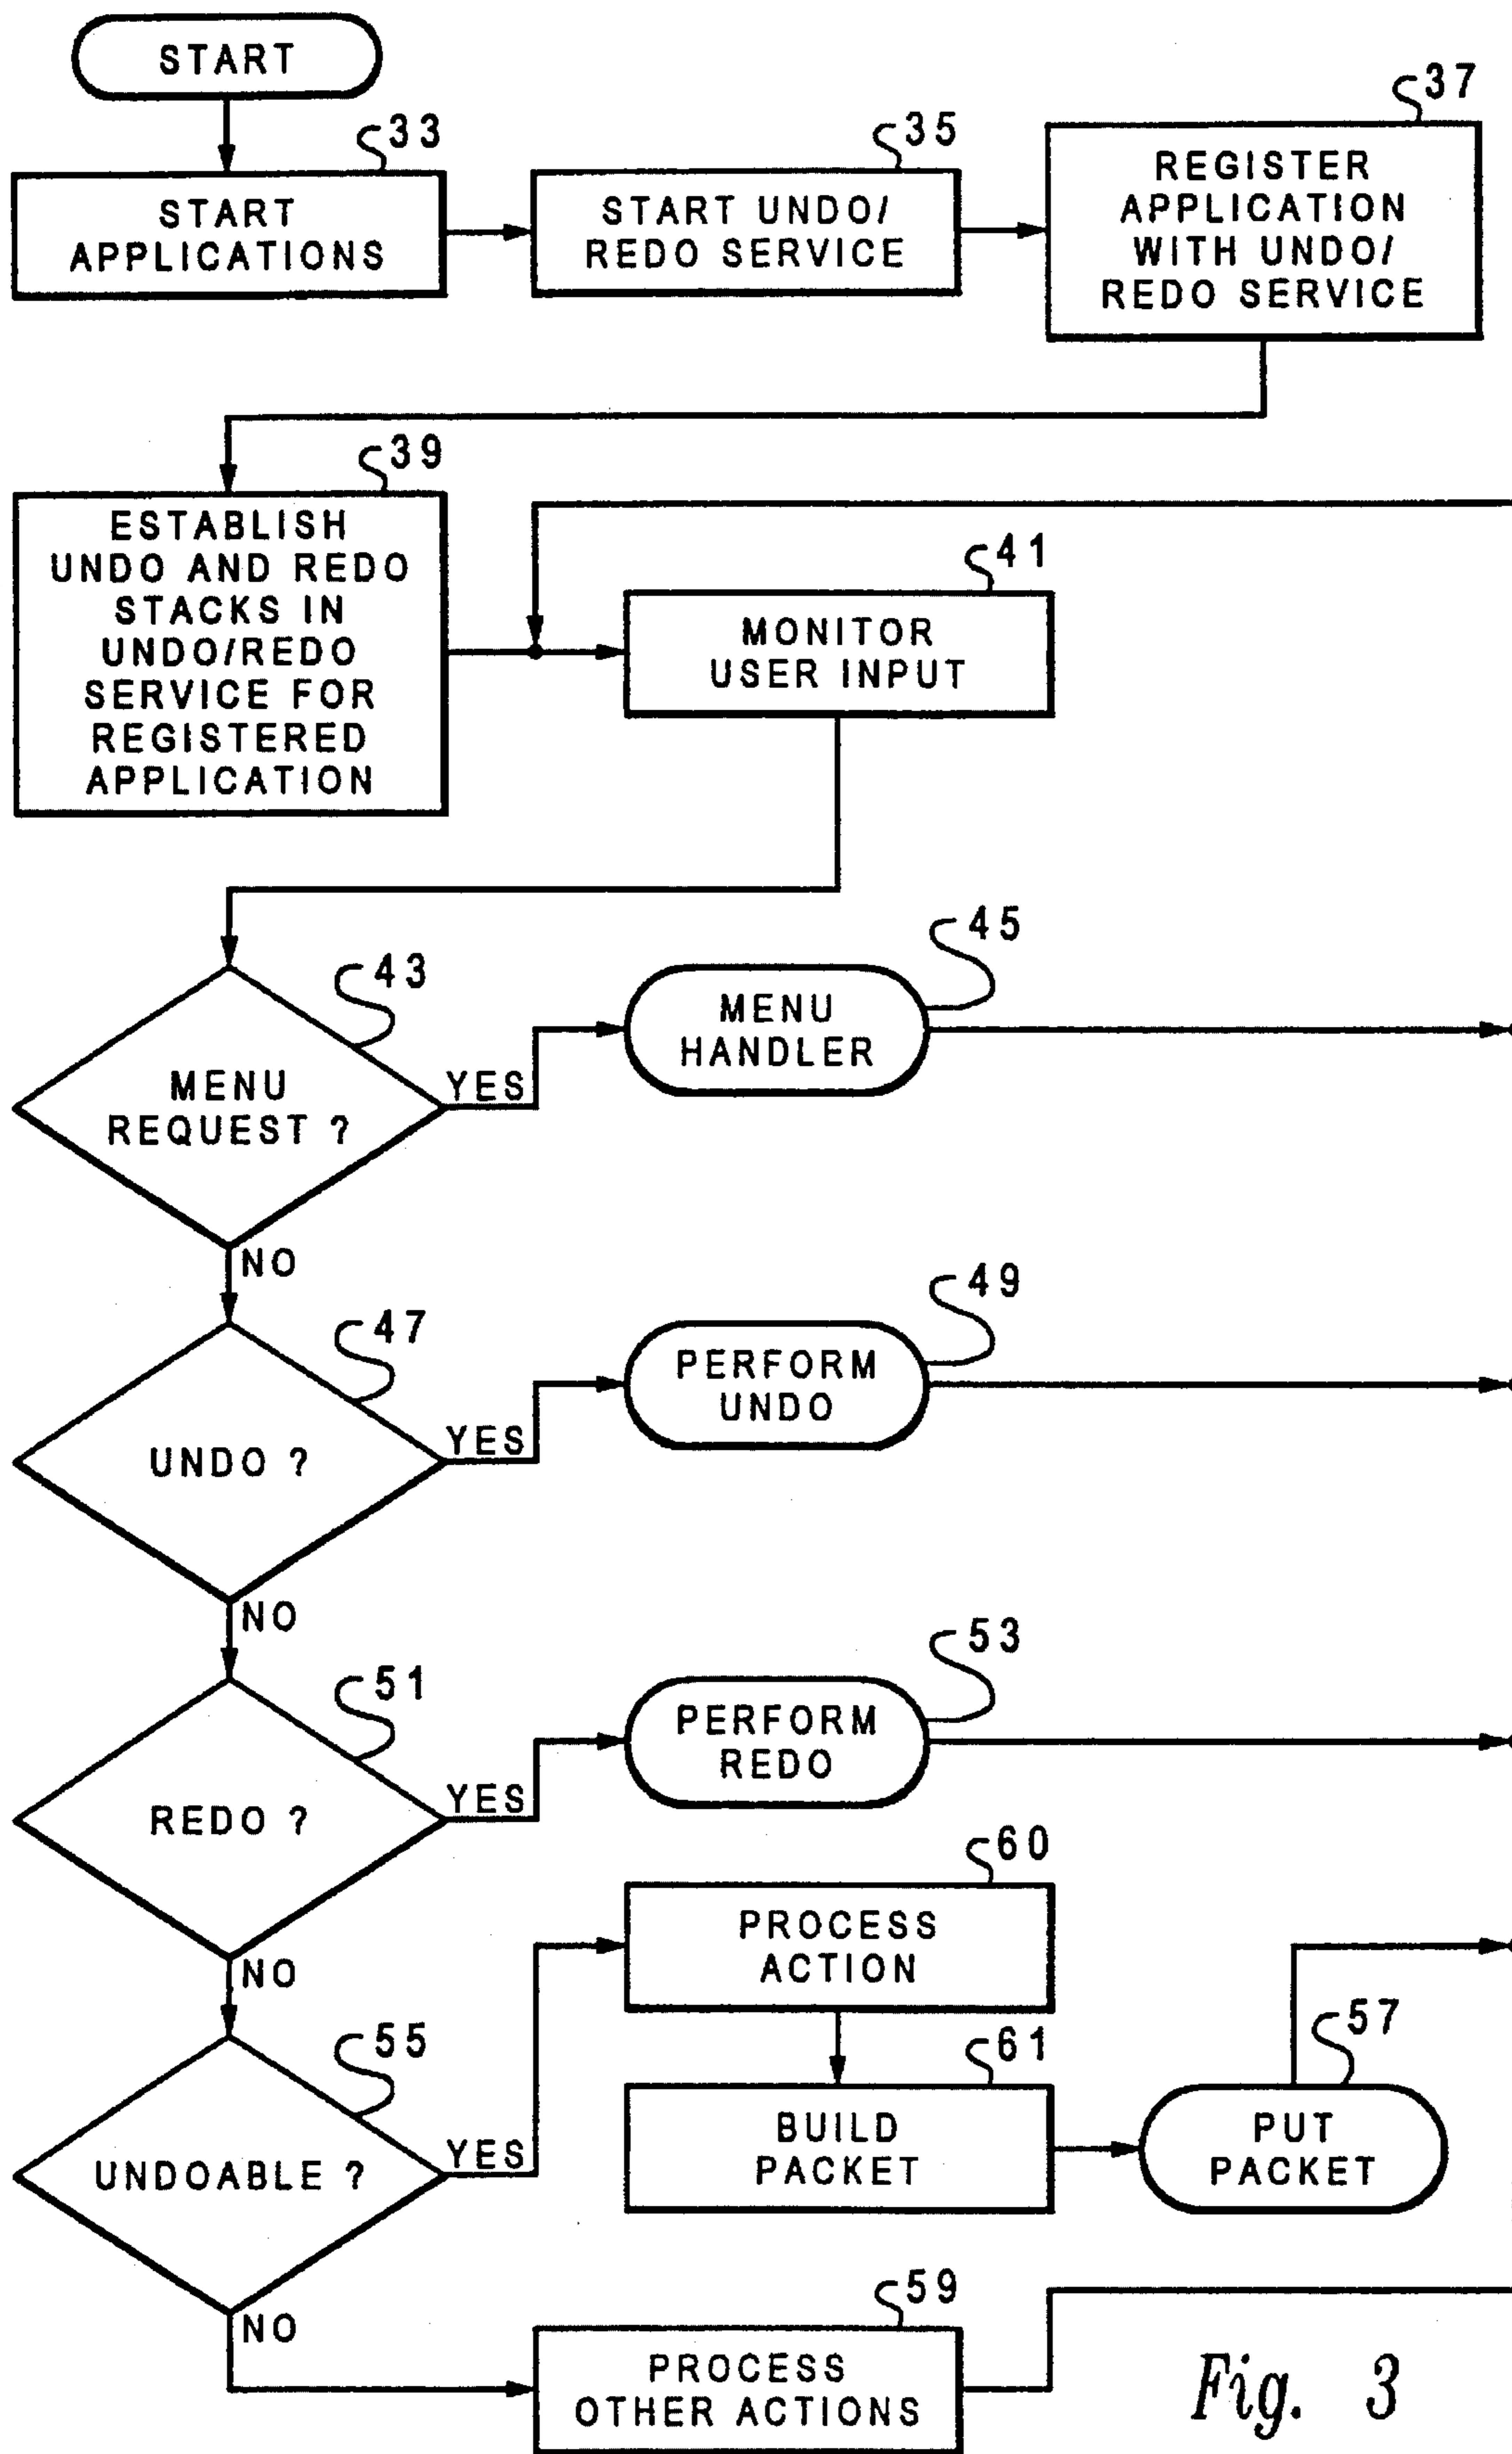 START
33
START
APPLICATIONS
35
START UNDO/
REDO SERVICE
37
REGISTER
APPLICATION
WITH UNDO/
REDO SERVICE
39
ESTABLISH
UNDO AND REDO
STACKS IN
UNDO/REDO
SERVICE FOR
REGISTERED
APPLICATION
41
MONITOR
USER INPUT
43
MENU
REQUEST ?
YES
45
MENU
HANDLER
NO
47
UNDO ?
YES
49
PERFORM
UNDO
NO
51
REDO ?
YES
53
PERFORM
REDO
NO
55
UNDOABLE ?
YES
60
PROCESS
ACTION
61
BUILD
PACKET
57
PUT
PACKET
NO
59
PROCESS
OTHER ACTIONS
Fig. 3